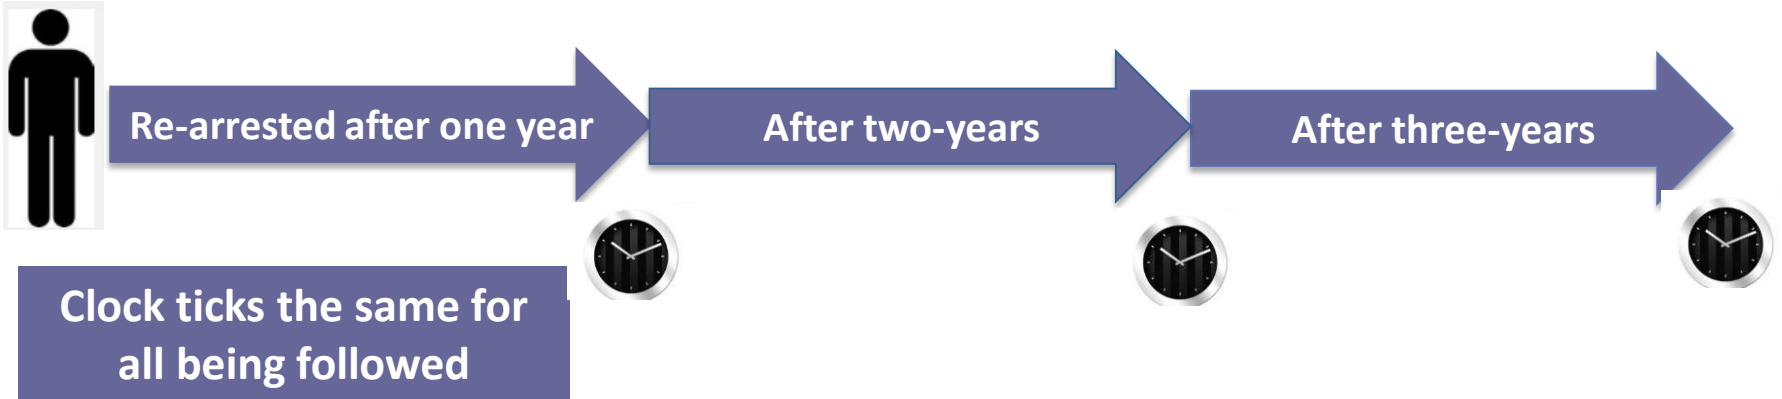 Re-arrested after one year
After two-years
After three-years
Clock ticks the same for
all being followed